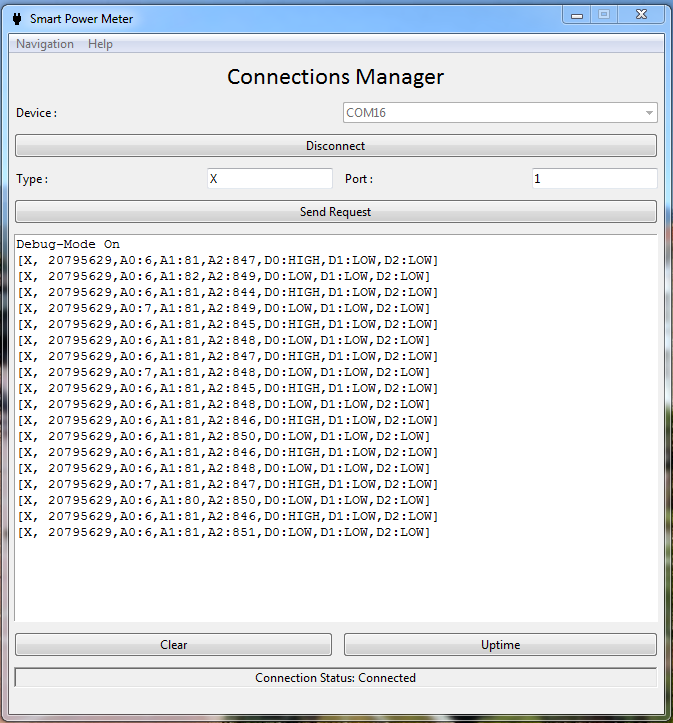 Smart Power Meter
Navigation Help
Connections Manager
Device : COM16
Disconnect
Type : X Port : 1
Send Request
Debug-Mode On
[X, 20795629,A0:6,A1:81,A2:847,D0:HIGH,D1:LOW,D2:LOW]
[X, 20795629,A0:6,A1:82,A2:849,D0:LOW,D1:LOW,D2:LOW]
[X, 20795629,A0:6,A1:81,A2:844,D0:HIGH,D1:LOW,D2:LOW]
[X, 20795629,A0:7,A1:81,A2:849,D0:LOW,D1:LOW,D2:LOW]
[X, 20795629,A0:6,A1:81,A2:845,D0:HIGH,D1:LOW,D2:LOW]
[X, 20795629,A0:6,A1:81,A2:848,D0:LOW,D1:LOW,D2:LOW]
[X, 20795629,A0:6,A1:81,A2:847,D0:HIGH,D1:LOW,D2:LOW]
[X, 20795629,A0:7,A1:81,A2:848,D0:LOW,D1:LOW,D2:LOW]
[X, 20795629,A0:6,A1:81,A2:845,D0:HIGH,D1:LOW,D2:LOW]
[X, 20795629,A0:6,A1:81,A2:848,D0:LOW,D1:LOW,D2:LOW]
[X, 20795629,A0:6,A1:81,A2:846,D0:HIGH,D1:LOW,D2:LOW]
[X, 20795629,A0:6,A1:81,A2:850,D0:LOW,D1:LOW,D2:LOW]
[X, 20795629,A0:6,A1:81,A2:846,D0:HIGH,D1:LOW,D2:LOW]
[X, 20795629,A0:6,A1:81,A2:848,D0:LOW,D1:LOW,D2:LOW]
[X, 20795629,A0:7,A1:81,A2:847,D0:HIGH,D1:LOW,D2:LOW]
[X, 20795629,A0:6,A1:80,A2:850,D0:LOW,D1:LOW,D2:LOW]
[X, 20795629,A0:6,A1:81,A2:846,D0:HIGH,D1:LOW,D2:LOW]
[X, 20795629,A0:6,A1:81,A2:851,D0:LOW,D1:LOW,D2:LOW]
Clear Uptime
Connection Status: Connected